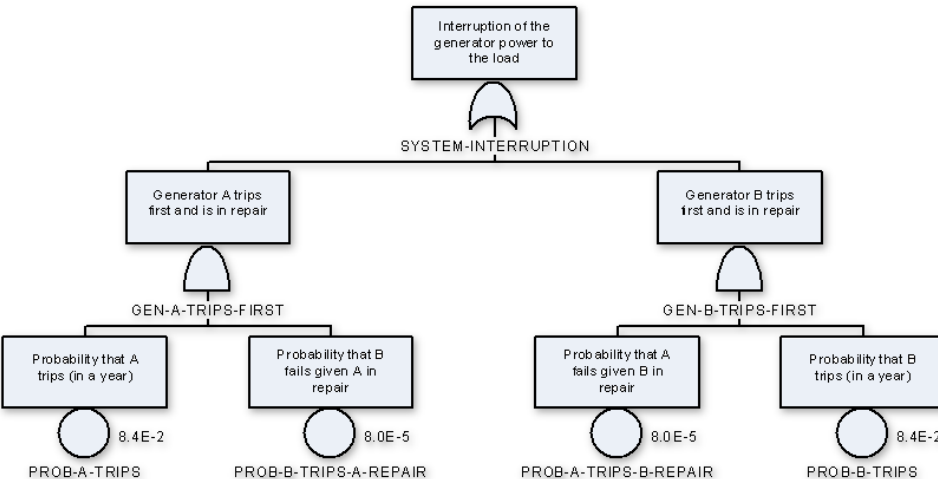 Interruption of the
generator power to
the load
SYSTEM-INTERRUPTION
Generator A trips
first and is in repair
Generator B trips
first and is in repair
GEN-A-TRIPS-FIRST
GEN-B-TRIPS-FIRST
Probability that A
trips (in a year)
Probability that B
fails given A in
repair
Probability that A
fails given B in
repair
Probability that B
trips (in a year)
8.4E-2
8.0E-5
8.0E-5
8.4E-2
PROB-A-TRIPS
PROB-B-TRIPS-A-REPAIR
PROB-A-TRIPS-B-REPAIR
PROB-B-TRIPS